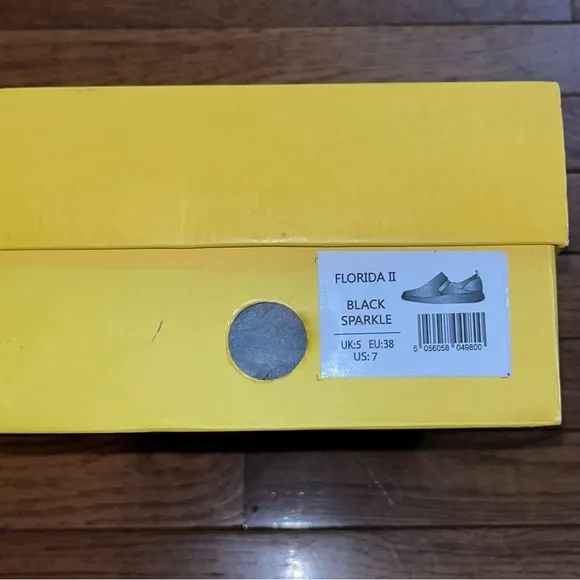 FLORIDA II
BLACK
SPARKLE
UK:5 EU:38
US: 7
5 056058 049800